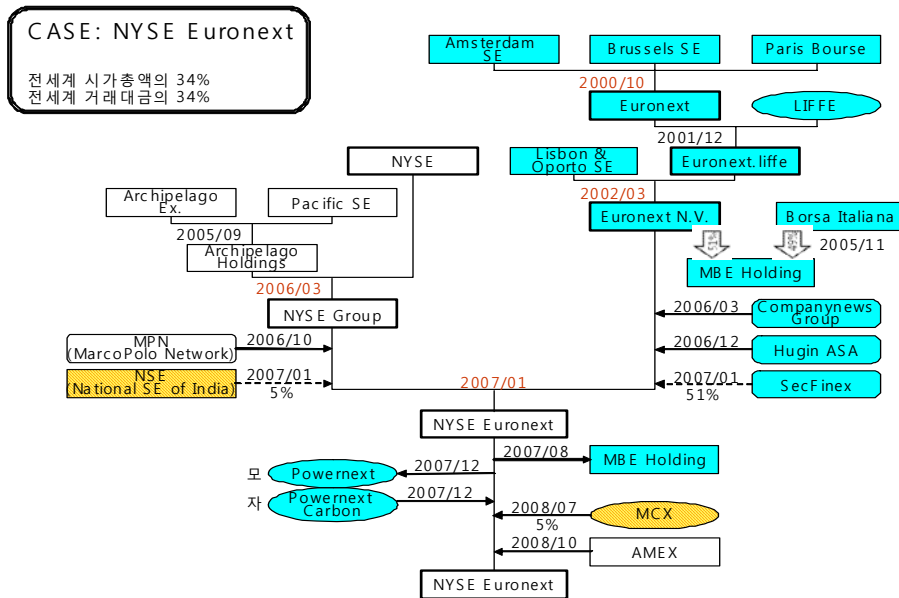 CASE: NYSE Euronext
전세계 시가총액의 34%
전세계 거래대금의 34%
Amsterdam
SE
Brussels SE
Paris Bourse
2000/10
Euronext
LIFFE
2001/12
Lisbon &
Oporto SE
Euronext.liffe
2002/03
Euronext N.V.
Borsa Italiana
51%
49%
2005/11
MBE Holding
NYSE
Archipelago
Ex.
Pacific SE
2005/09
Archipelago
Holdings
2006/03
NYSE Group
MPN
(MarcoPolo Network)
2006/10
NSE
(National SE of India)
2007/01
5%
2006/03
Companynews
Group
2006/12
Hugin ASA
2007/01
51%
SecFinex
2007/01
NYSE Euronext
2007/08
MBE Holding
모
Powernext
2007/12
자
Powernext
Carbon
2007/12
2008/07
5%
MCX
2008/10
AMEX
NYSE Euronext